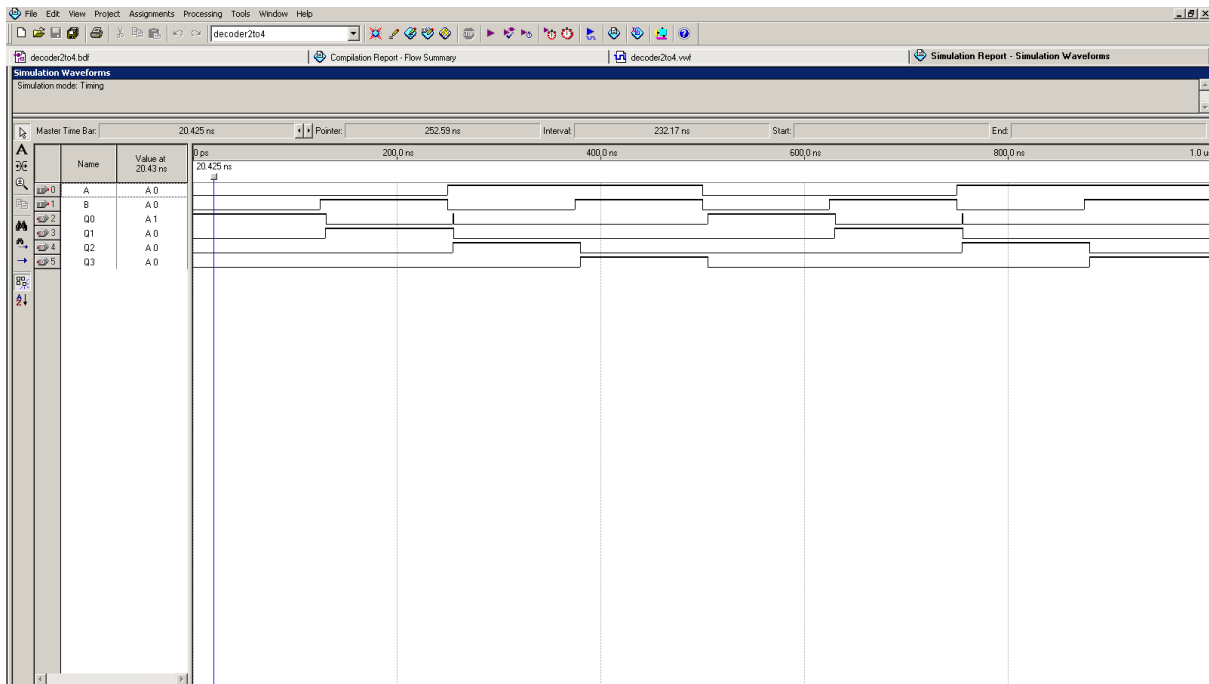 File Edit View Project Assignments Processing Tools Window Help
decoder2to4
decoder2to4.bdf Compilation Report - Flow Summary decoder2to4.vwf Simulation Report - Simulation Waveforms
Simulation Waveforms
Simulation mode: Timing
Master Time Bar: 20.425 ns Pointer: 252.59 ns Interval: 232.17 ns Start: End:
Name Value at 20.43 ns 0 ps 200.0 ns 400.0 ns 600.0 ns 800.0 ns 1.0 u
20.425 ns
0 A A 0
1 B A 0
2 Q0 A 1
3 Q1 A 0
4 Q2 A 0
5 Q3 A 0